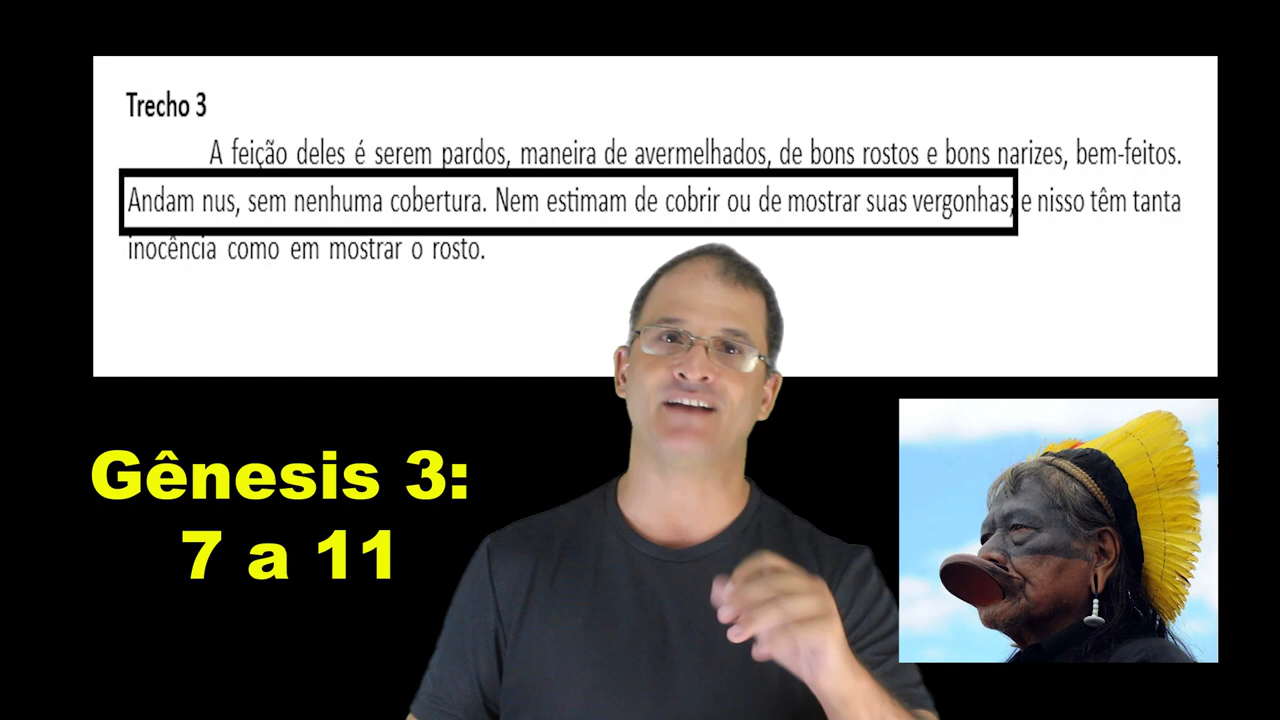 Trecho 3
A feição deles é serem pardos, maneira de avermelhados, de bons rostos e bons narizes, bem-feitos.
Andam nus, sem nenhuma cobertura. Nem estimam de cobrir ou de mostrar suas vergonhas; e nisso têm tanta
inocência como em mostrar o rosto.
Gênesis 3:
7 a 11